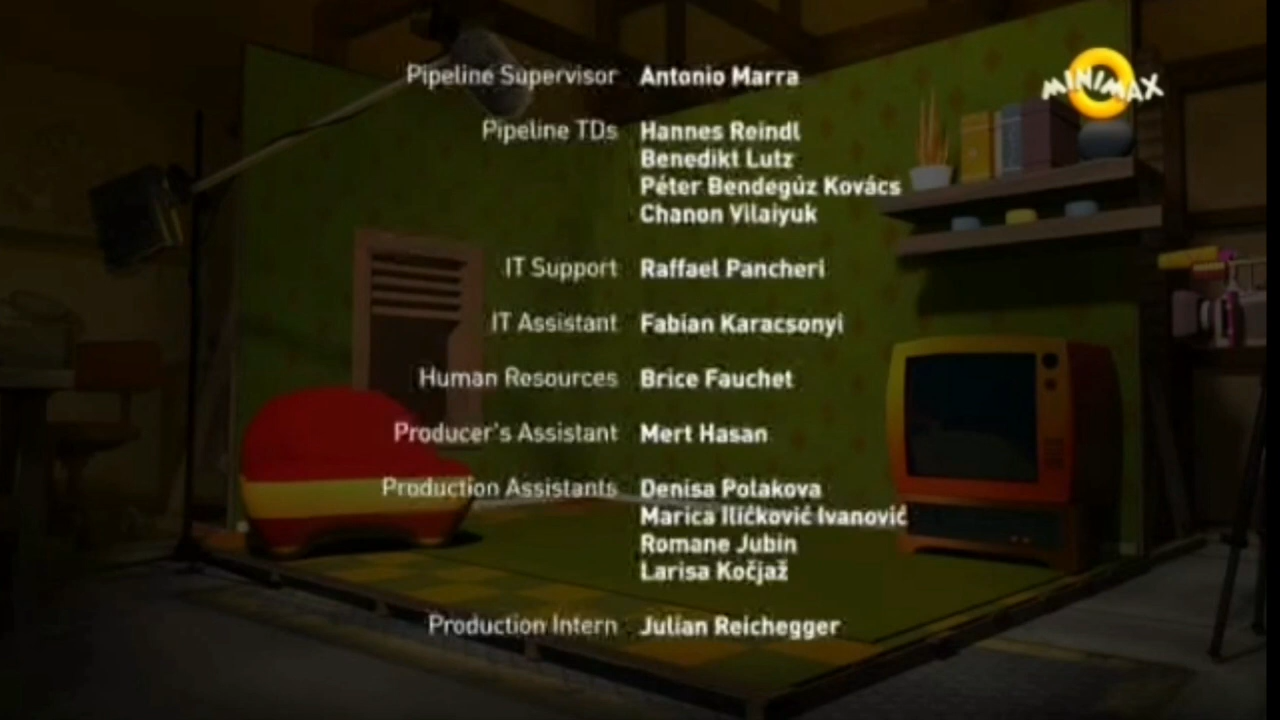 MINIMAX
Pipeline Supervisor Antonio Marra
Pipeline TDs Hannes Reindl
Benedikt Lutz
Péter Bendegúz Kovács
Chanon Vilaiyuk
IT Support Raffael Pancheri
IT Assistant Fabian Karacsonyi
Human Resources Brice Fauchet
Producer's Assistant Mert Hasan
Production Assistants Denisa Polakova
Marica Iličković Ivanović
Romane Jubin
Larisa Kočjaž
Production Intern Julian Reichegger